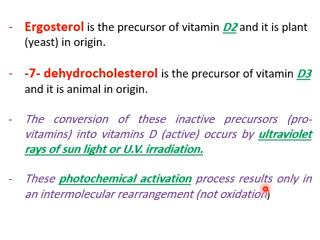 - Ergosterol is the precursor of vitamin D2 and it is plant
(yeast) in origin.
- -7- dehydrocholesterol is the precursor of vitamin D3
and it is animal in origin.
- The conversion of these inactive precursors (pro-
vitamins) into vitamins D (active) occurs by ultraviolet
rays of sun light or U.V. irradiation.
- These photochemical activation process results only in
an intermolecular rearrangement (not oxidation)